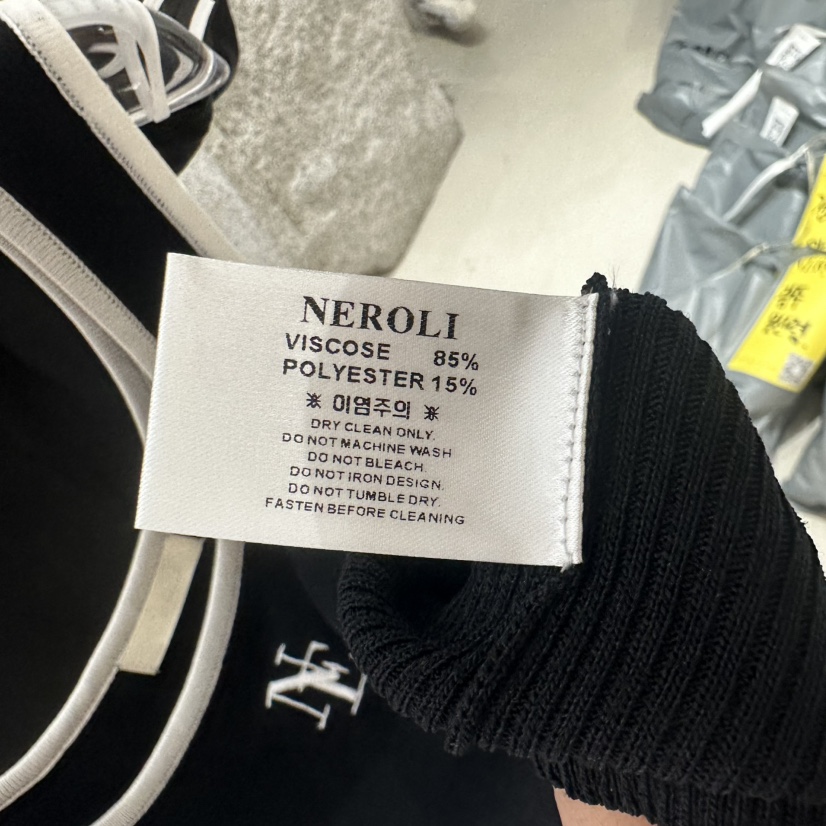 NEROLI
VISCOSE 85%
POLYESTER 15%
※ 이염주의 ※
DRY CLEAN ONLY.
DO NOT MACHINE WASH
DO NOT BLEACH.
DO NOT IRON DESIGN.
DO NOT TUMBLE DRY.
FASTEN BEFORE CLEANING